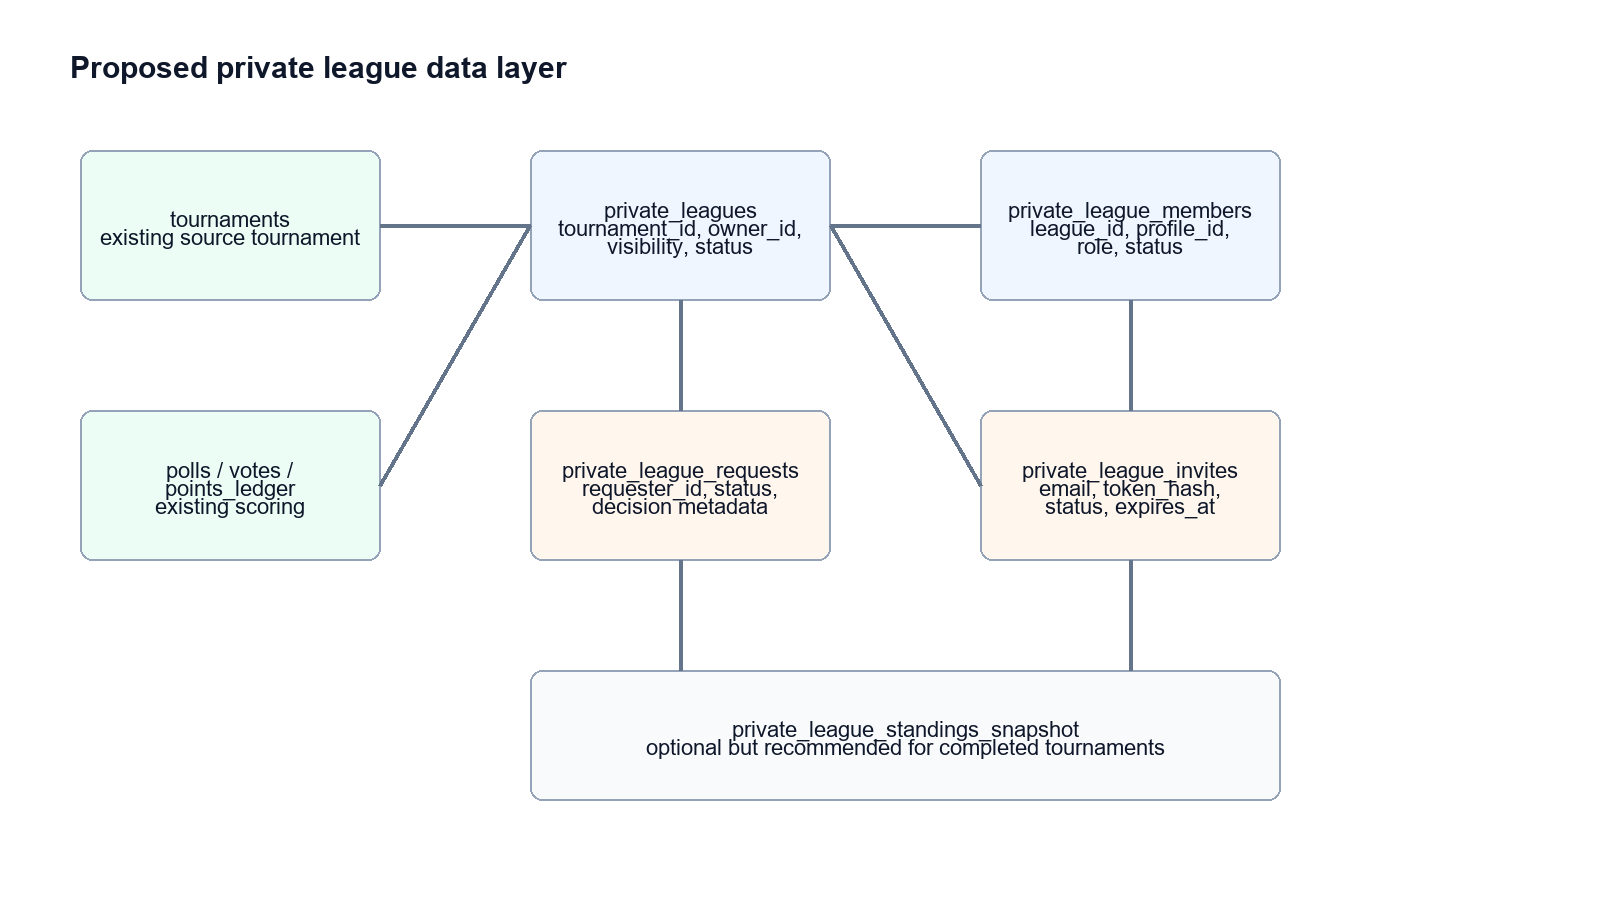 Proposed private league data layer
tournaments
existing source tournament
private_leagues
tournament_id, owner_id,
visibility, status
private_league_members
league_id, profile_id,
role, status
polls / votes /
points_ledger
existing scoring
private_league_requests
requester_id, status,
decision metadata
private_league_invites
email, token_hash,
status, expires_at
private_league_standings_snapshot
optional but recommended for completed tournaments